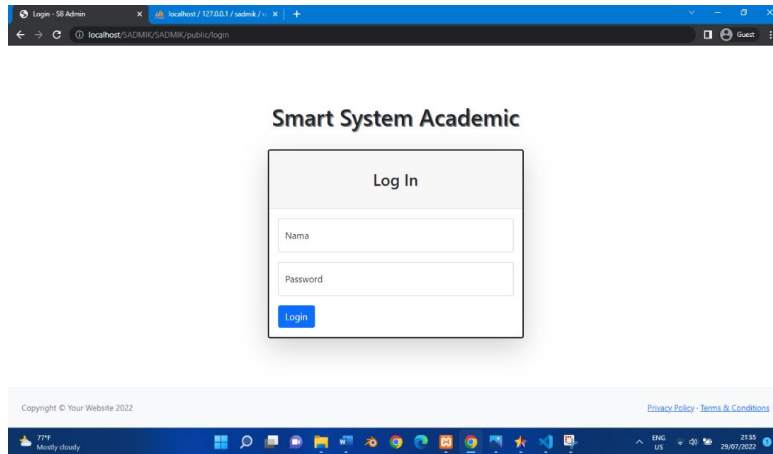 Login - SB Admin
localhost / 127.0.0.1 / sadmik /
localhost/SADMIK/SADMIK/public/login
Guest
Smart System Academic
Log In
Nama
Password
Login
Copyright © Your Website 2022
Privacy Policy · Terms & Conditions
77°F
Mostly cloudy
ENG
US
21:55
29/07/2022